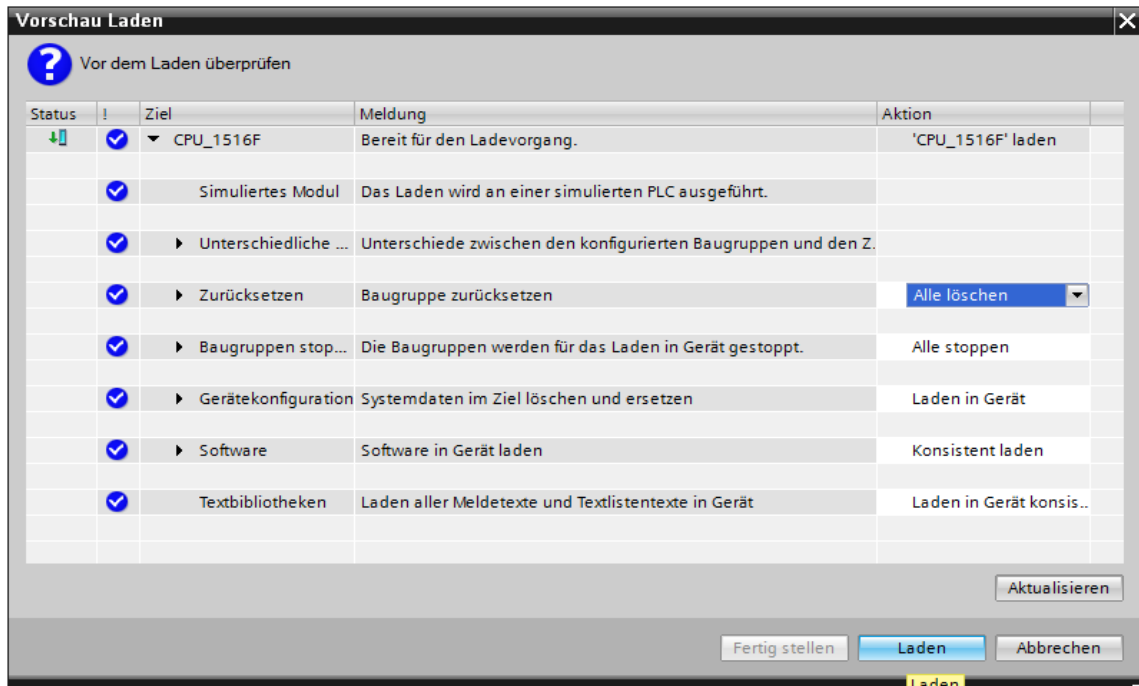 Vorschau Laden
Vor dem Laden überprüfen
Status ! Ziel Meldung Aktion
CPU_1516F Bereit für den Ladevorgang. 'CPU_1516F' laden
Simuliertes Modul Das Laden wird an einer simulierten PLC ausgeführt.
Unterschiedliche ... Unterschiede zwischen den konfigurierten Baugruppen und den Z.
Zurücksetzen Baugruppe zurücksetzen Alle löschen
Baugruppen stop... Die Baugruppen werden für das Laden in Gerät gestoppt. Alle stoppen
Gerätekonfiguration Systemdaten im Ziel löschen und ersetzen Laden in Gerät
Software Software in Gerät laden Konsistent laden
Textbibliotheken Laden aller Meldetexte und Textlistentexte in Gerät Laden in Gerät konsis..
Aktualisieren
Fertig stellen Laden Abbrechen
Laden